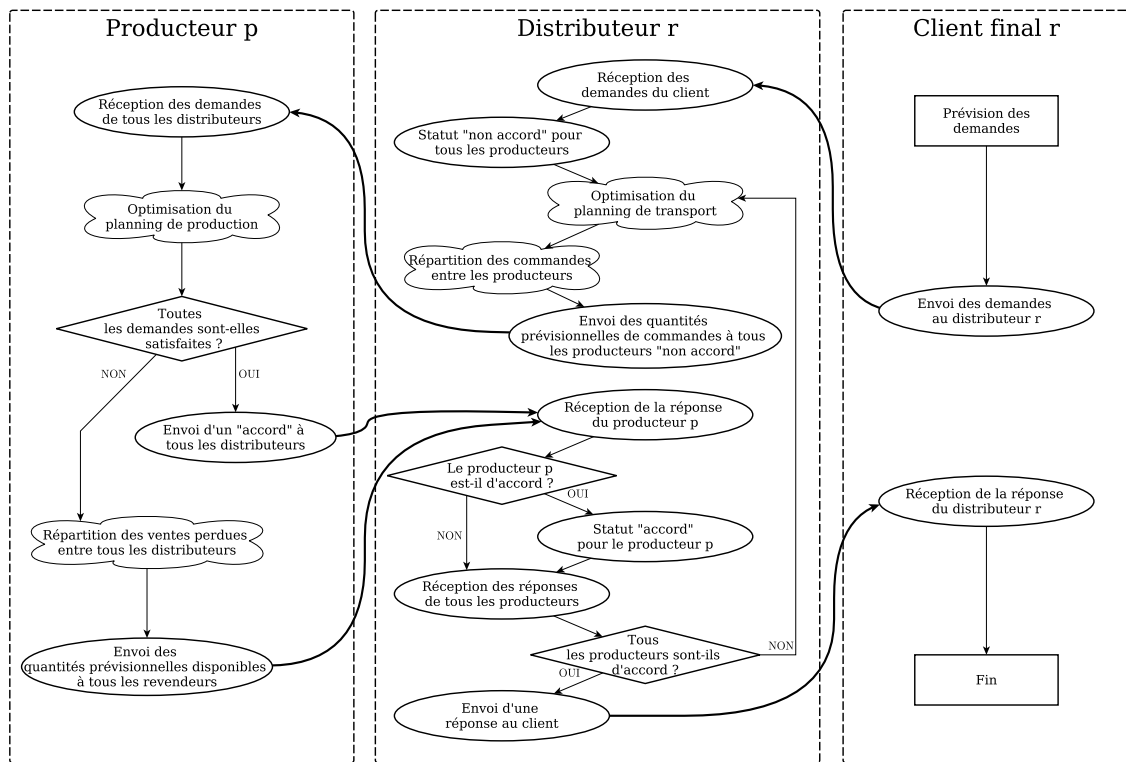 Producteur p
Réception des demandes
de tous les distributeurs
Optimisation du
planning de production
Toutes
les demandes sont-elles
satisfaites ?
NON
OUI
Envoi d'un "accord" à
tous les distributeurs
Répartition des ventes perdues
entre tous les distributeurs
Envoi des
quantités prévisionnelles disponibles
à tous les revendeurs
Distributeur r
Réception des
demandes du client
Statut "non accord" pour
tous les producteurs
Optimisation du
planning de transport
Répartition des commandes
entre les producteurs
Envoi des quantités
prévisionnelles de commandes à tous
les producteurs "non accord"
Réception de la réponse
du producteur p
Le producteur p
est-il d'accord ?
OUI
NON
Statut "accord"
pour le producteur p
Réception des réponses
de tous les producteurs
Tous
les producteurs sont-ils
d'accord ?
NON
OUI
Envoi d'une
réponse au client
Client final r
Prévision des
demandes
Envoi des demandes
au distributeur r
Réception de la réponse
du distributeur r
Fin